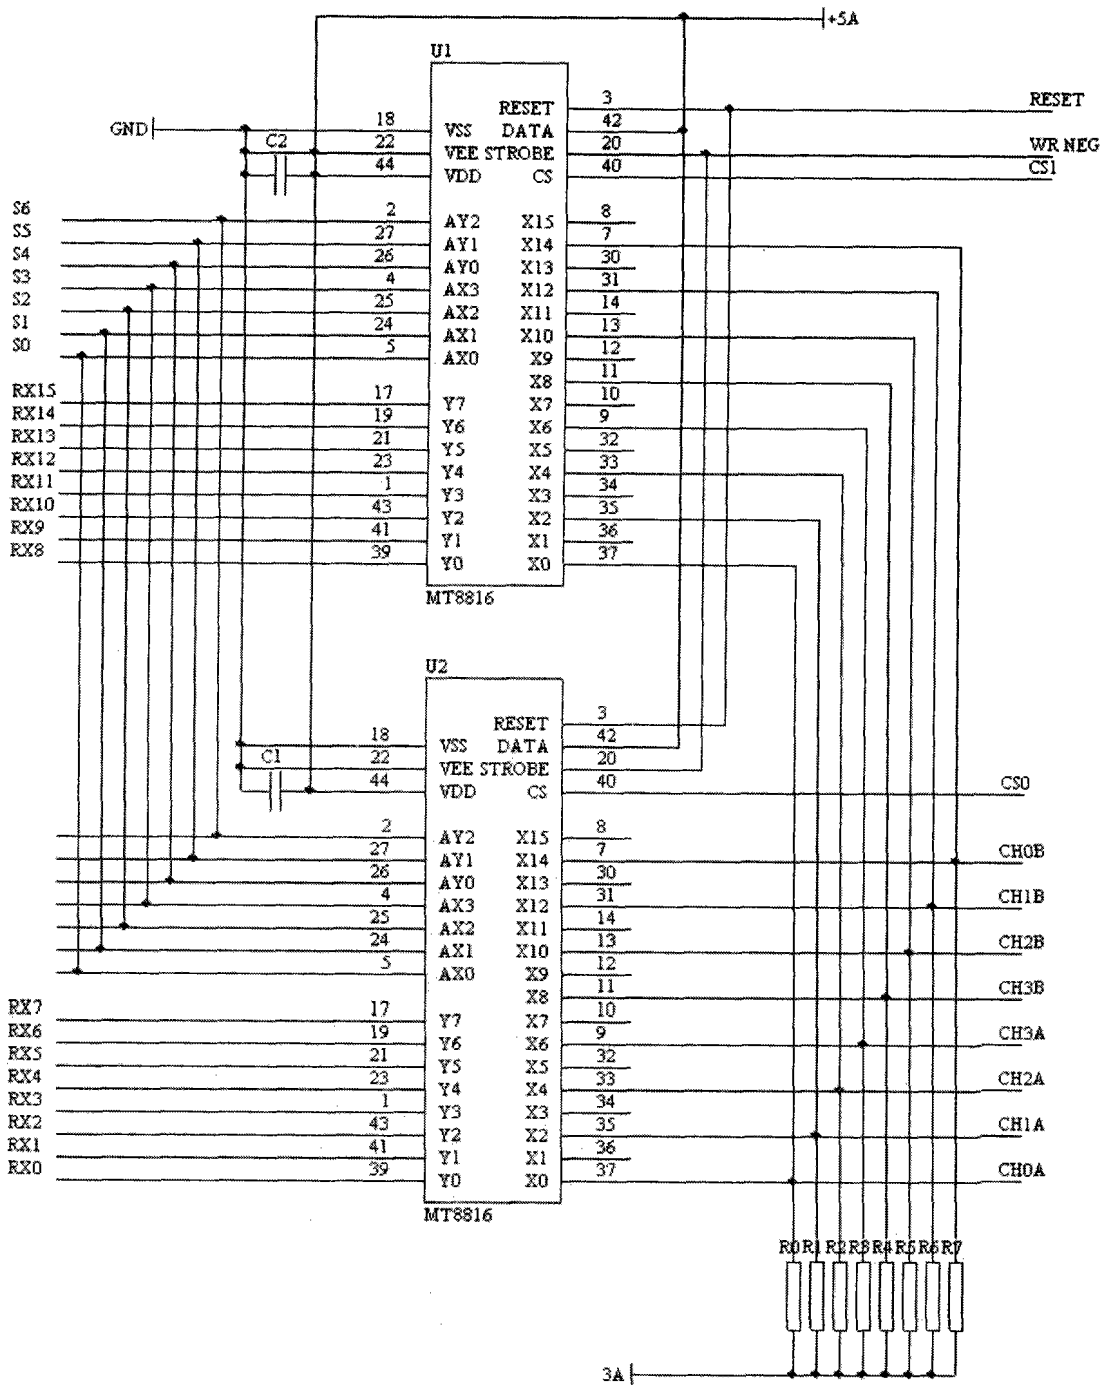 +5A
U1
3 RESET RESET
GND 18 VSS DATA 42
C2 22 VEE STROBE 20 WR NEG
44 VDD CS 40 CS1
S6 2 AY2 X15 8
S5 27 AY1 X14 7
S4 26 AY0 X13 30
S3 4 AX3 X12 31
S2 25 AX2 X11 14
S1 24 AX1 X10 13
S0 5 AX0 X9 12
X8 11
RX15 17 Y7 X7 10
RX14 19 Y6 X6 9
RX13 21 Y5 X5 32
RX12 23 Y4 X4 33
RX11 1 Y3 X3 34
RX10 43 Y2 X2 35
RX9 41 Y1 X1 36
RX8 39 Y0 X0 37
MT8816
U2
RESET 3
18 VSS DATA 42
C1 22 VEE STROBE 20
44 VDD CS 40 CS0
2 AY2 X15 8
27 AY1 X14 7 CH0B
26 AY0 X13 30
4 AX3 X12 31 CH1B
25 AX2 X11 14
24 AX1 X10 13 CH2B
5 AX0 X9 12
X8 11 CH3B
RX7 17 Y7 X7 10
RX6 19 Y6 X6 9 CH3A
RX5 21 Y5 X5 32
RX4 23 Y4 X4 33 CH2A
RX3 1 Y3 X3 34
RX2 43 Y2 X2 35 CH1A
RX1 41 Y1 X1 36
RX0 39 Y0 X0 37 CH0A
MT8816
R0 R1 R2 R3 R4 R5 R6 R7
3A